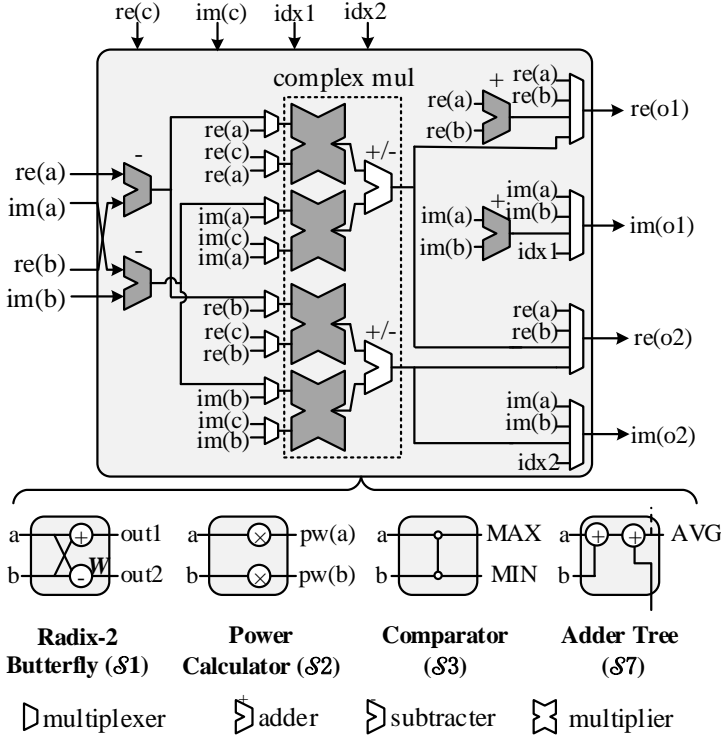 re(c) im(c) idx1 idx2
complex mul
re(a)
im(a)
re(b)
im(b)
-
-
re(a)
re(c)
re(a)
im(a)
im(c)
im(a)
re(b)
re(c)
re(b)
im(b)
im(c)
im(b)
+/-
+/-
+
re(a)
re(b)
re(a)
re(b)
re(o1)
+
im(a)
im(b)
im(a)
im(b)
idx1
im(o1)
re(a)
re(b)
re(o2)
im(a)
im(b)
idx2
im(o2)
a + out1
b - W out2
a × pw(a)
b × pw(b)
a MAX
b MIN
a + + AVG
b
Radix-2
Butterfly (S1)
Power
Calculator (S2)
Comparator
(S3)
Adder Tree
(S7)
multiplexer + adder - subtracter multiplier